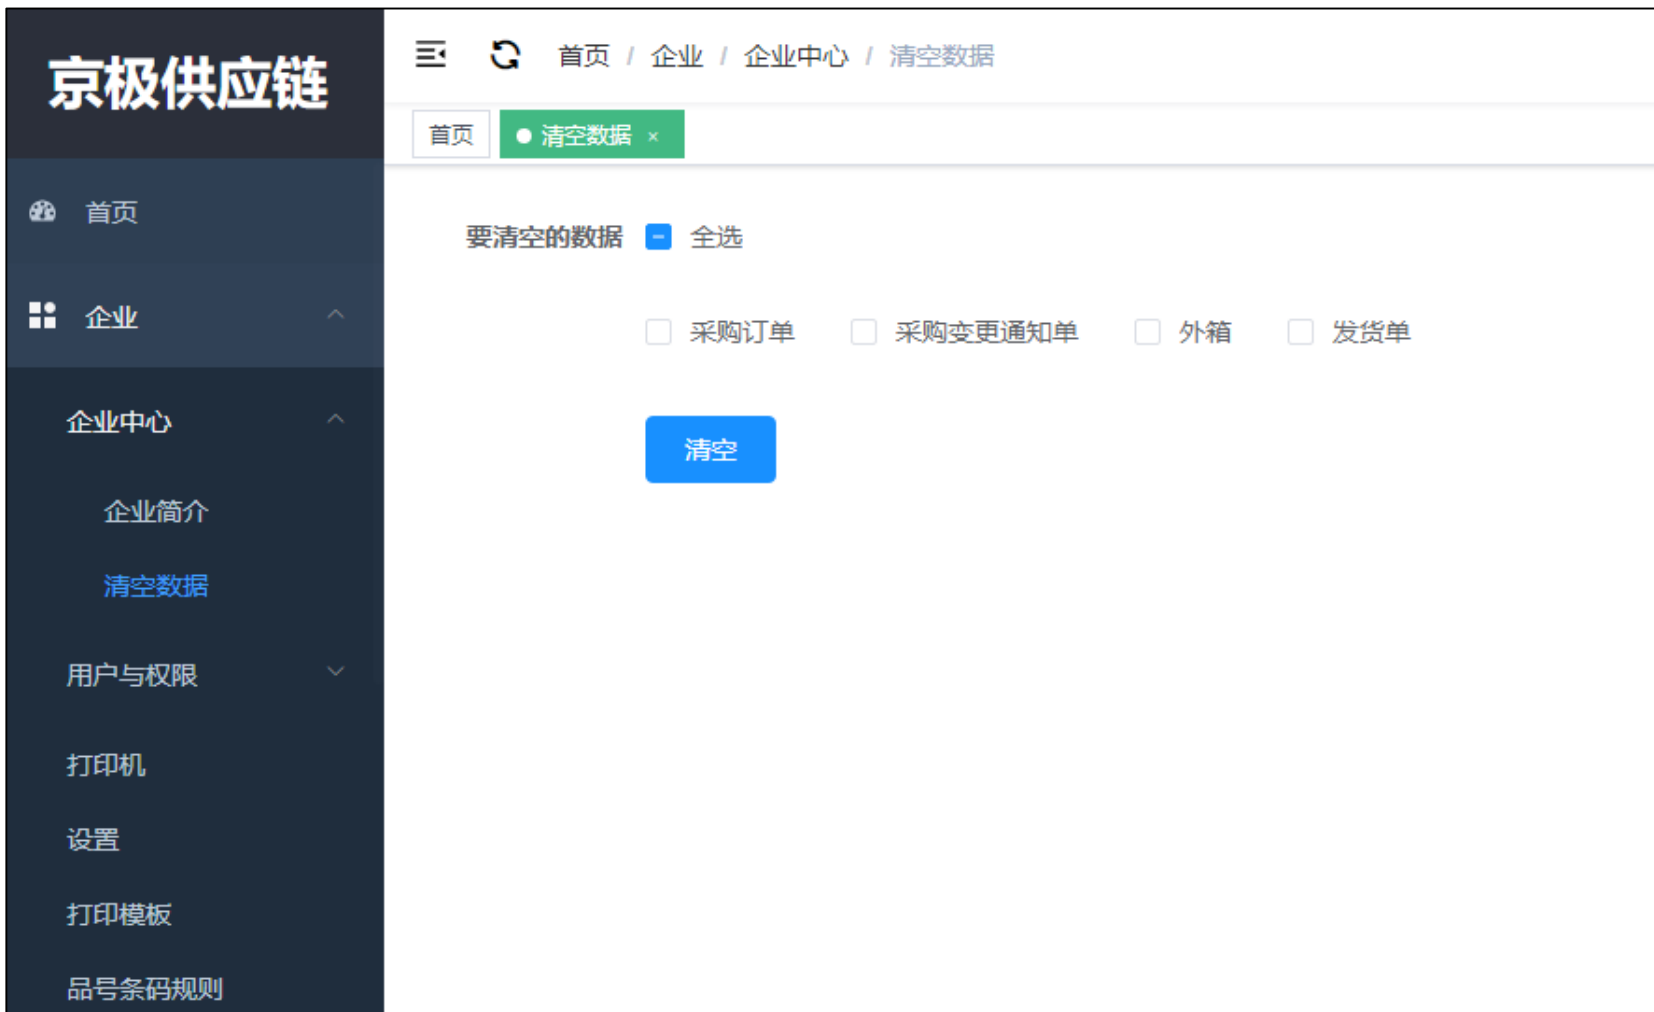 京极供应链
首页 / 企业 / 企业中心 / 清空数据
首页 清空数据 ×
首页
企业
企业中心
企业简介
清空数据
用户与权限
打印机
设置
打印模板
品号条码规则
要清空的数据 全选
采购订单 采购变更通知单 外箱 发货单
清空